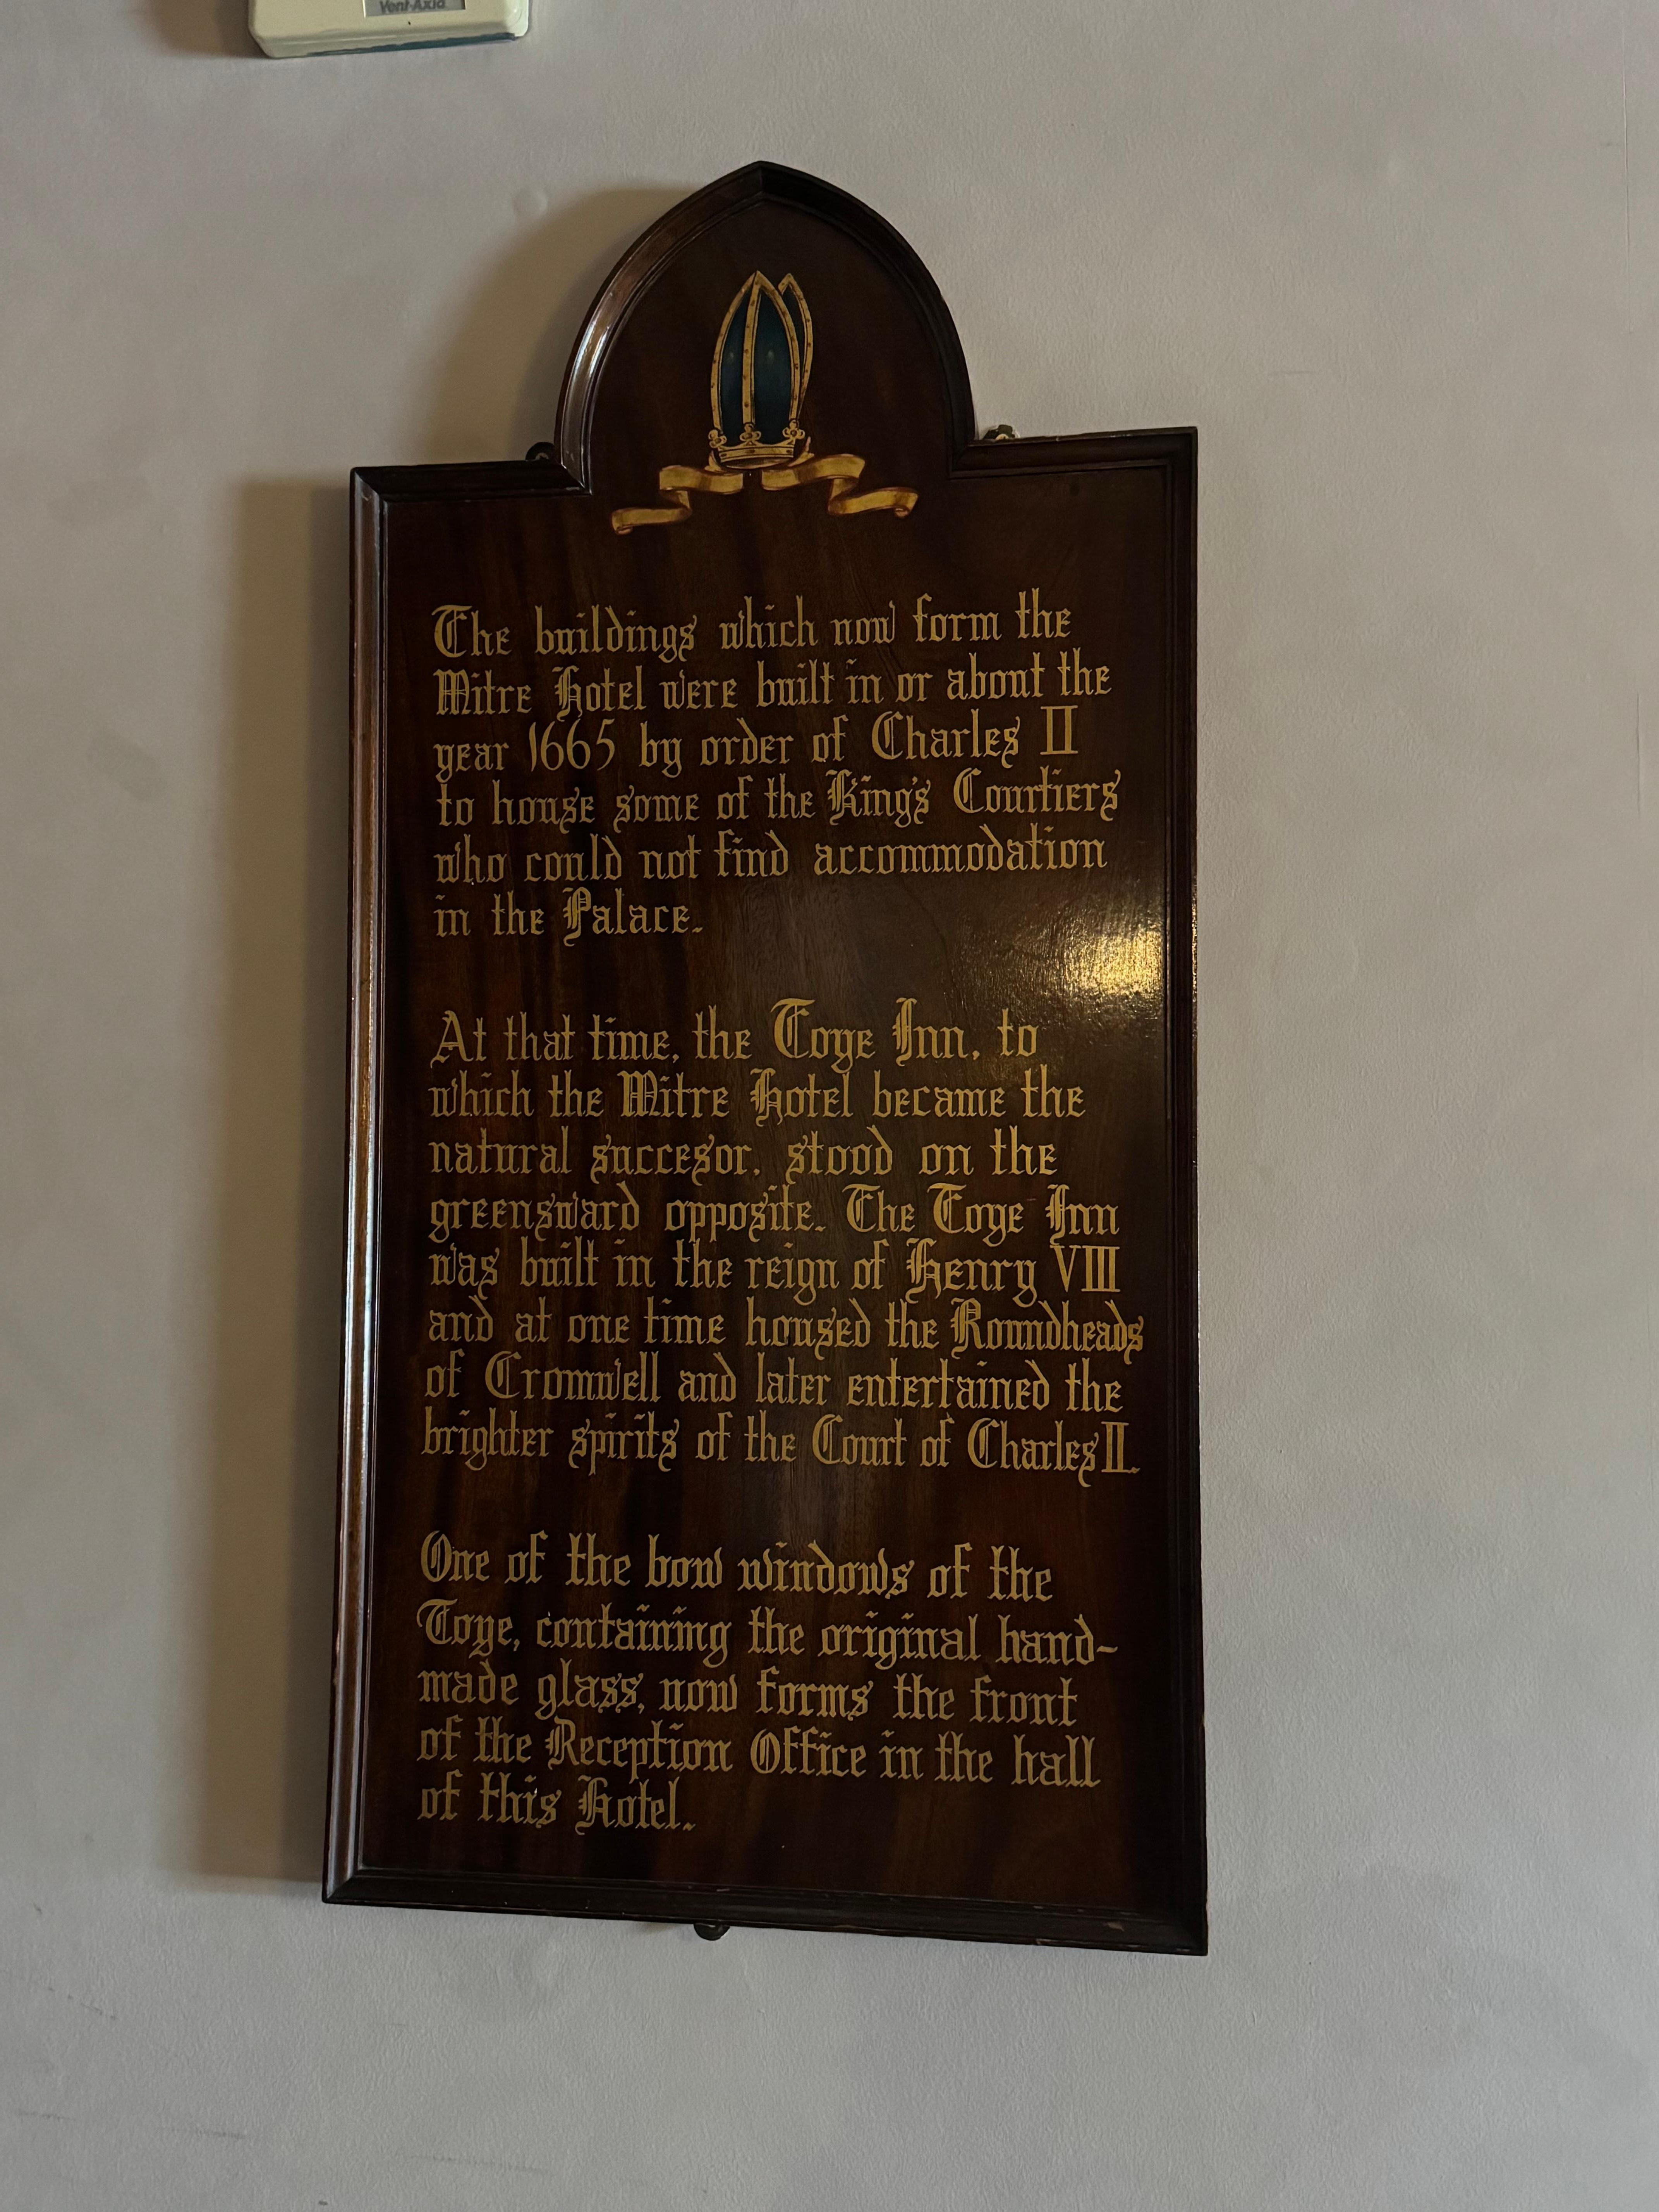 Vent-Axia
The buildings which now form the
Mitre Hotel were built in or about the
year 1665 by order of Charles II
to house some of the King's Courtiers
who could not find accommodation
in the Palace.
At that time, the Toye Inn, to
which the Mitre Hotel became the
natural succesor, stood on the
greensward opposite. The Toye Inn
was built in the reign of Henry VIII
and at one time housed the Roundheads
of Cromwell and later entertained the
brighter spirits of the Court of Charles II.
One of the bow windows of the
Toye, containing the original hand-
made glass, now forms the front
of the Reception Office in the hall
of this Hotel.